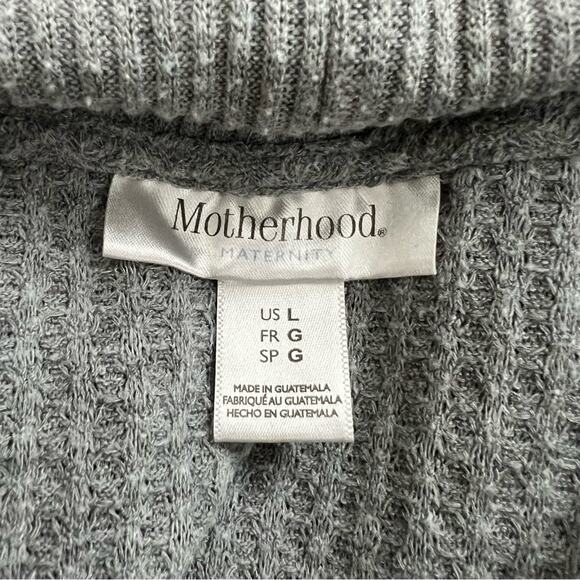 Motherhood®
MATERNITY
US L
FR G
SP G
MADE IN GUATEMALA
FABRIQUÉ AU GUATEMALA
HECHO EN GUATEMALA